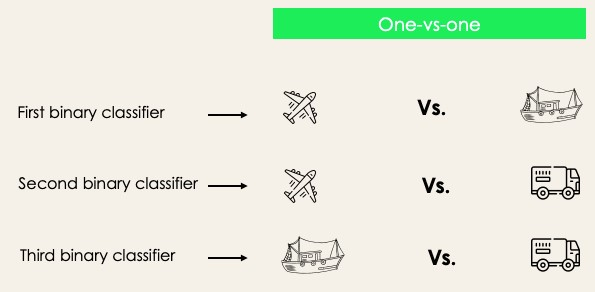 One-vs-one
First binary classifier Vs.
Second binary classifier Vs.
Third binary classifier Vs.